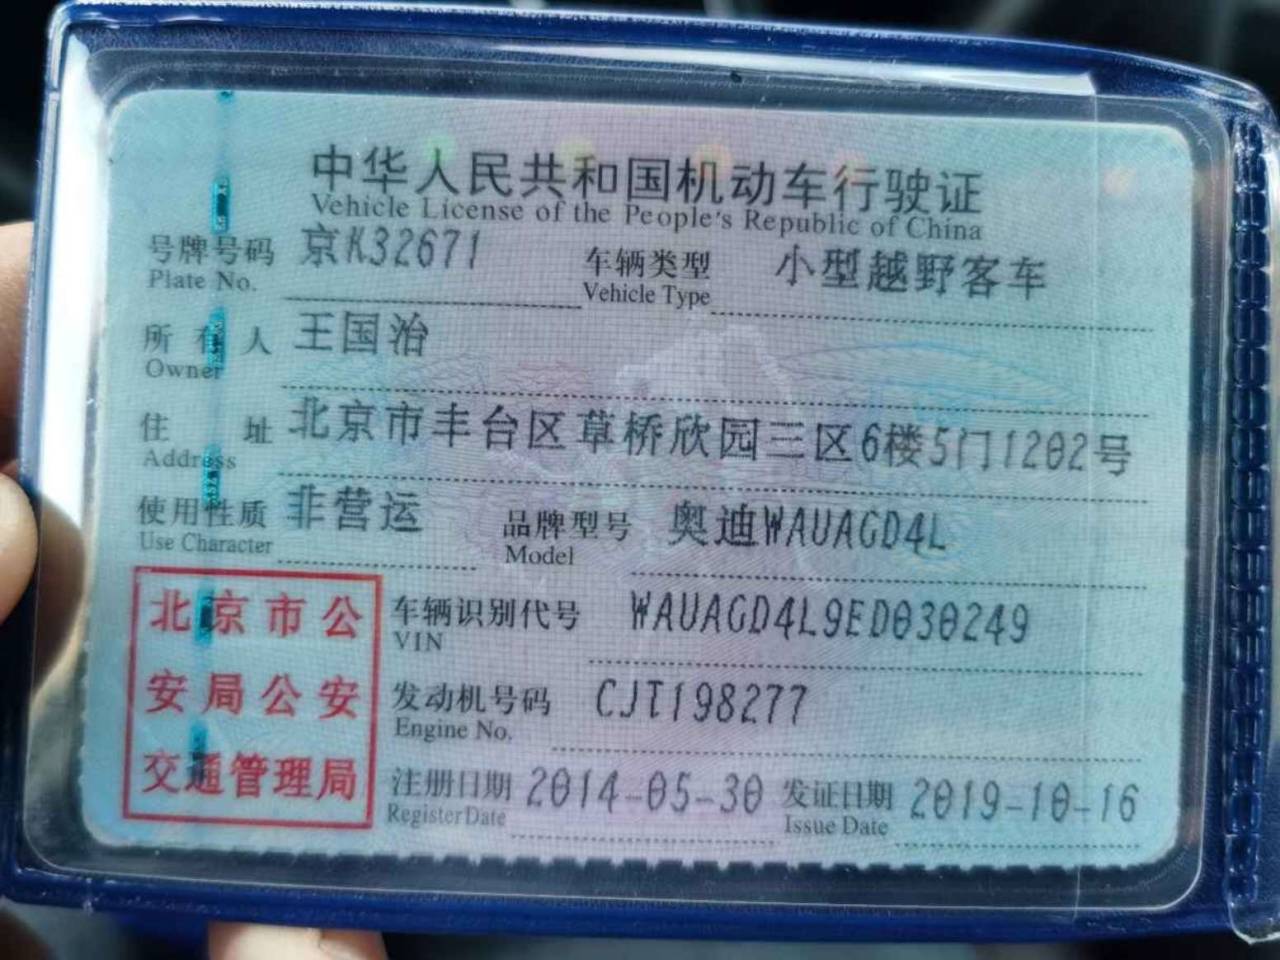 中华人民共和国机动车行驶证
Vehicle License of the People's Republic of China
号牌号码 京K32671 车辆类型 小型越野客车
Plate No. Vehicle Type
所有人 王国治
Owner
住址 北京市丰台区草桥欣园三区6楼5门1202号
Address
使用性质 非营运 品牌型号 奥迪WAUAGD4L
Use Character Model
北京市公
安局公安
交通管理局
车辆识别代号 WAUAGD4L9ED030249
VIN
发动机号码 CJT198277
Engine No.
注册日期 2014-05-30 发证日期 2019-10-16
Register Date Issue Date